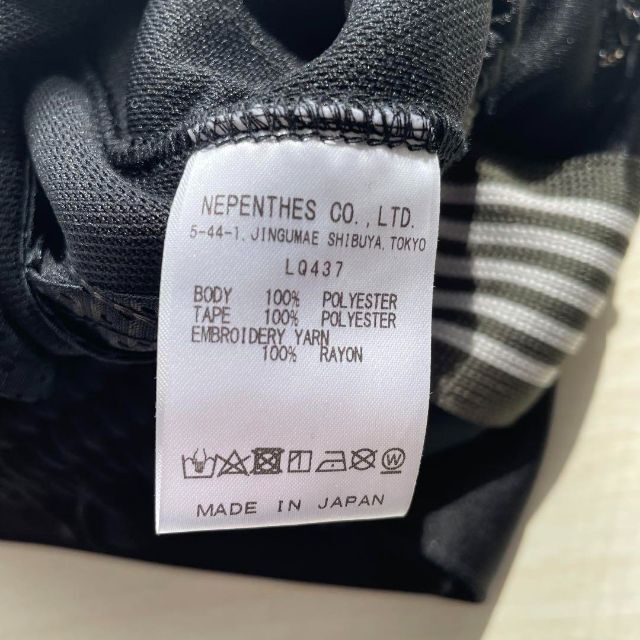 NEPENTHES CO.,LTD.
5-44-1, JINGUMAE SHIBUYA, TOKYO
LQ437
BODY 100% POLYESTER
TAPE 100% POLYESTER
EMBROIDERY YARN
100% RAYON
MADE IN JAPAN